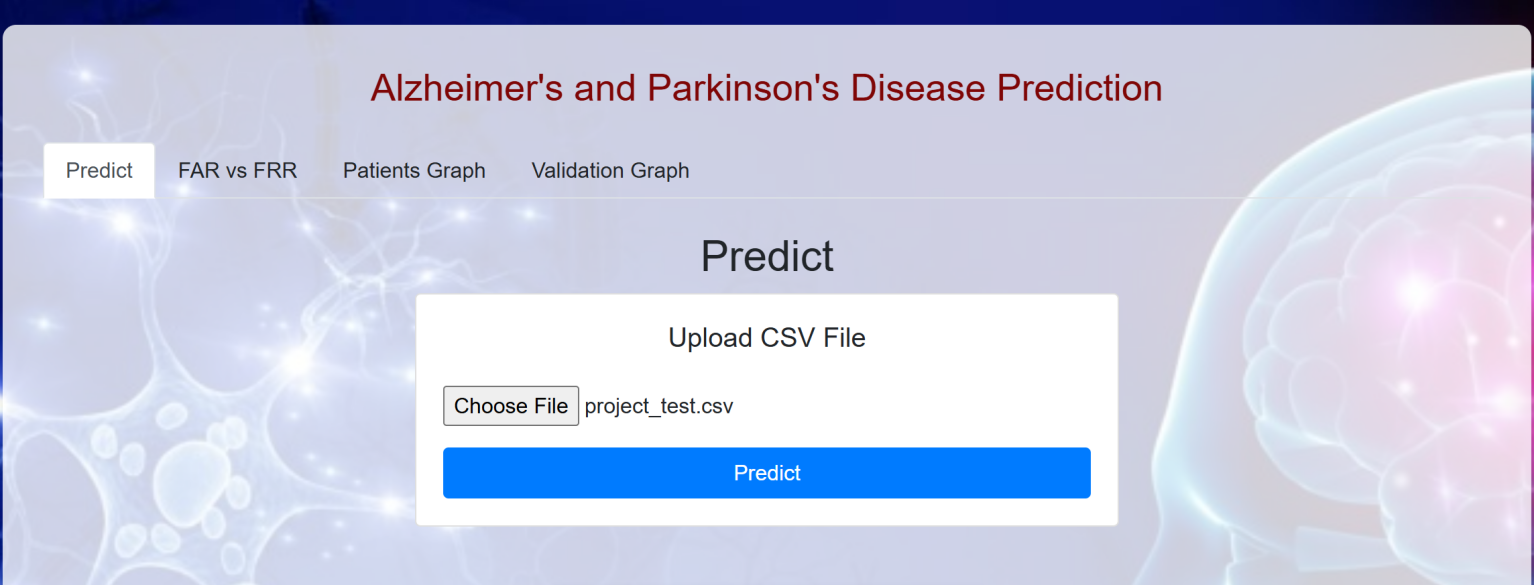 Alzheimer's and Parkinson's Disease Prediction
Predict FAR vs FRR Patients Graph Validation Graph
Predict
Upload CSV File
Choose File project_test.csv
Predict